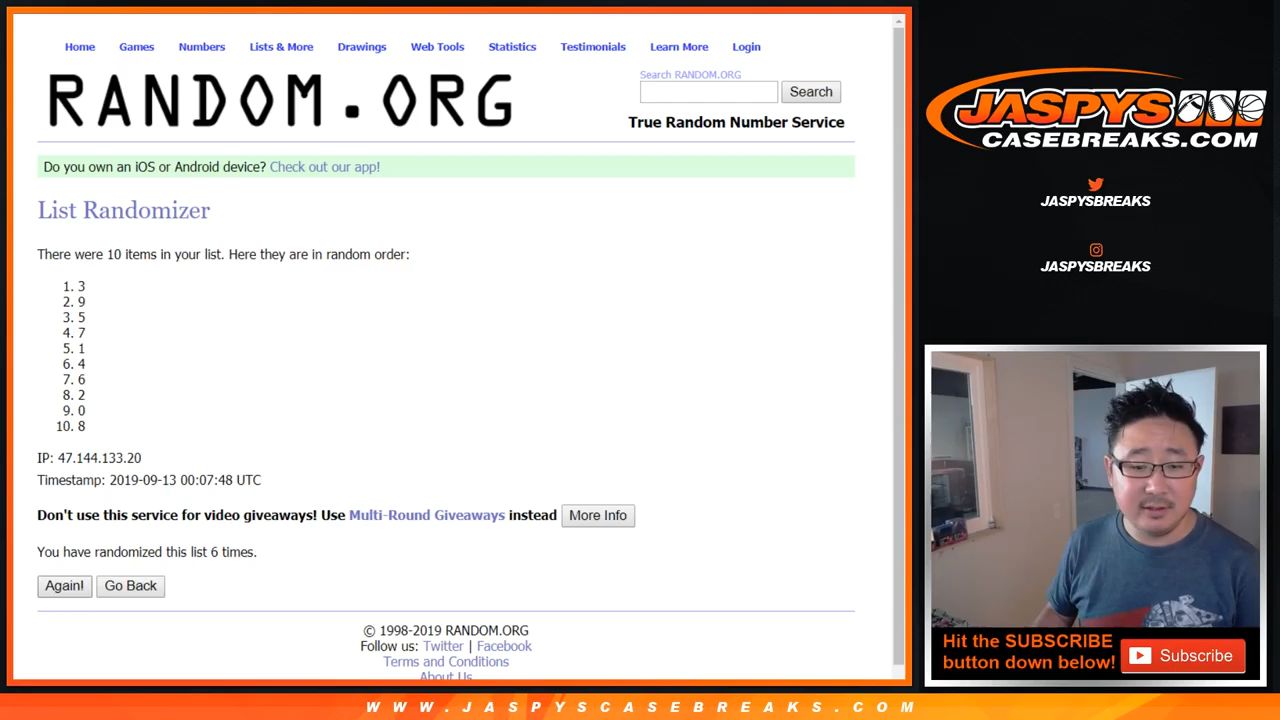 Home Games Numbers Lists & More Drawings Web Tools Statistics Testimonials Learn More Login
RANDOM.ORG
Search RANDOM.ORG
Search
True Random Number Service
Do you own an iOS or Android device? Check out our app!
List Randomizer
There were 10 items in your list. Here they are in random order:
1. 3
2. 9
3. 5
4. 7
5. 1
6. 4
7. 6
8. 2
9. 0
10. 8
IP: 47.144.133.20
Timestamp: 2019-09-13 00:07:48 UTC
Don't use this service for video giveaways! Use Multi-Round Giveaways instead More Info
You have randomized this list 6 times.
Again! Go Back
© 1998-2019 RANDOM.ORG
Follow us: Twitter | Facebook
Terms and Conditions
About Us
JASPYS
CASEBREAKS.COM
JASPYSBREAKS
JASPYSBREAKS
Hit the SUBSCRIBE
button down below!
Subscribe
WWW.JASPYSCASEBREAKS.COM